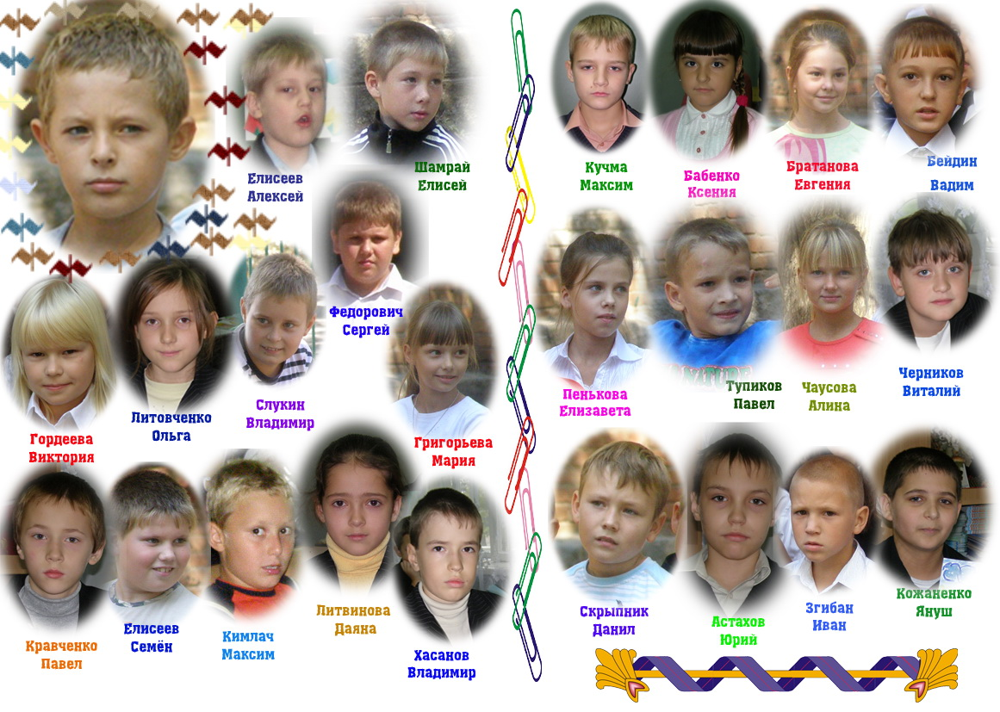 Елисеев
Алексей
Шамрай
Елисей
Федорович
Сергей
Гордеева
Виктория
Литовченко
Ольга
Слукин
Владимир
Григорьева
Мария
Кравченко
Павел
Елисеев
Семён
Кимлач
Максим
Литвинова
Даяна
Хасанов
Владимир
Кучма
Максим
Бабенко
Ксения
Братанова
Евгения
Бейдин
Вадим
Пенькова
Елизавета
Тупиков
Павел
Чаусова
Алина
Черников
Виталий
Скрыпник
Данил
Астахов
Юрий
Згибан
Иван
Кожаненко
Януш